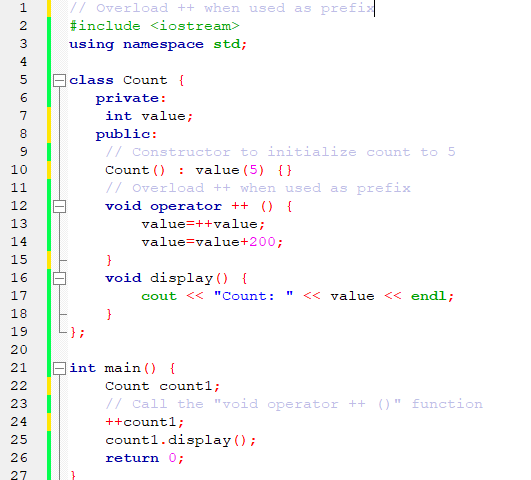 1 // Overload ++ when used as prefix
2 #include <iostream>
3 using namespace std;
4
5 class Count {
6 private:
7 int value;
8 public:
9 // Constructor to initialize count to 5
10 Count() : value(5) {}
11 // Overload ++ when used as prefix
12 void operator ++ () {
13 value=++value;
14 value=value+200;
15 }
16 void display() {
17 cout << "Count: " << value << endl;
18 }
19 };
20
21 int main() {
22 Count count1;
23 // Call the "void operator ++ ()" function
24 ++count1;
25 count1.display();
26 return 0;
27 }